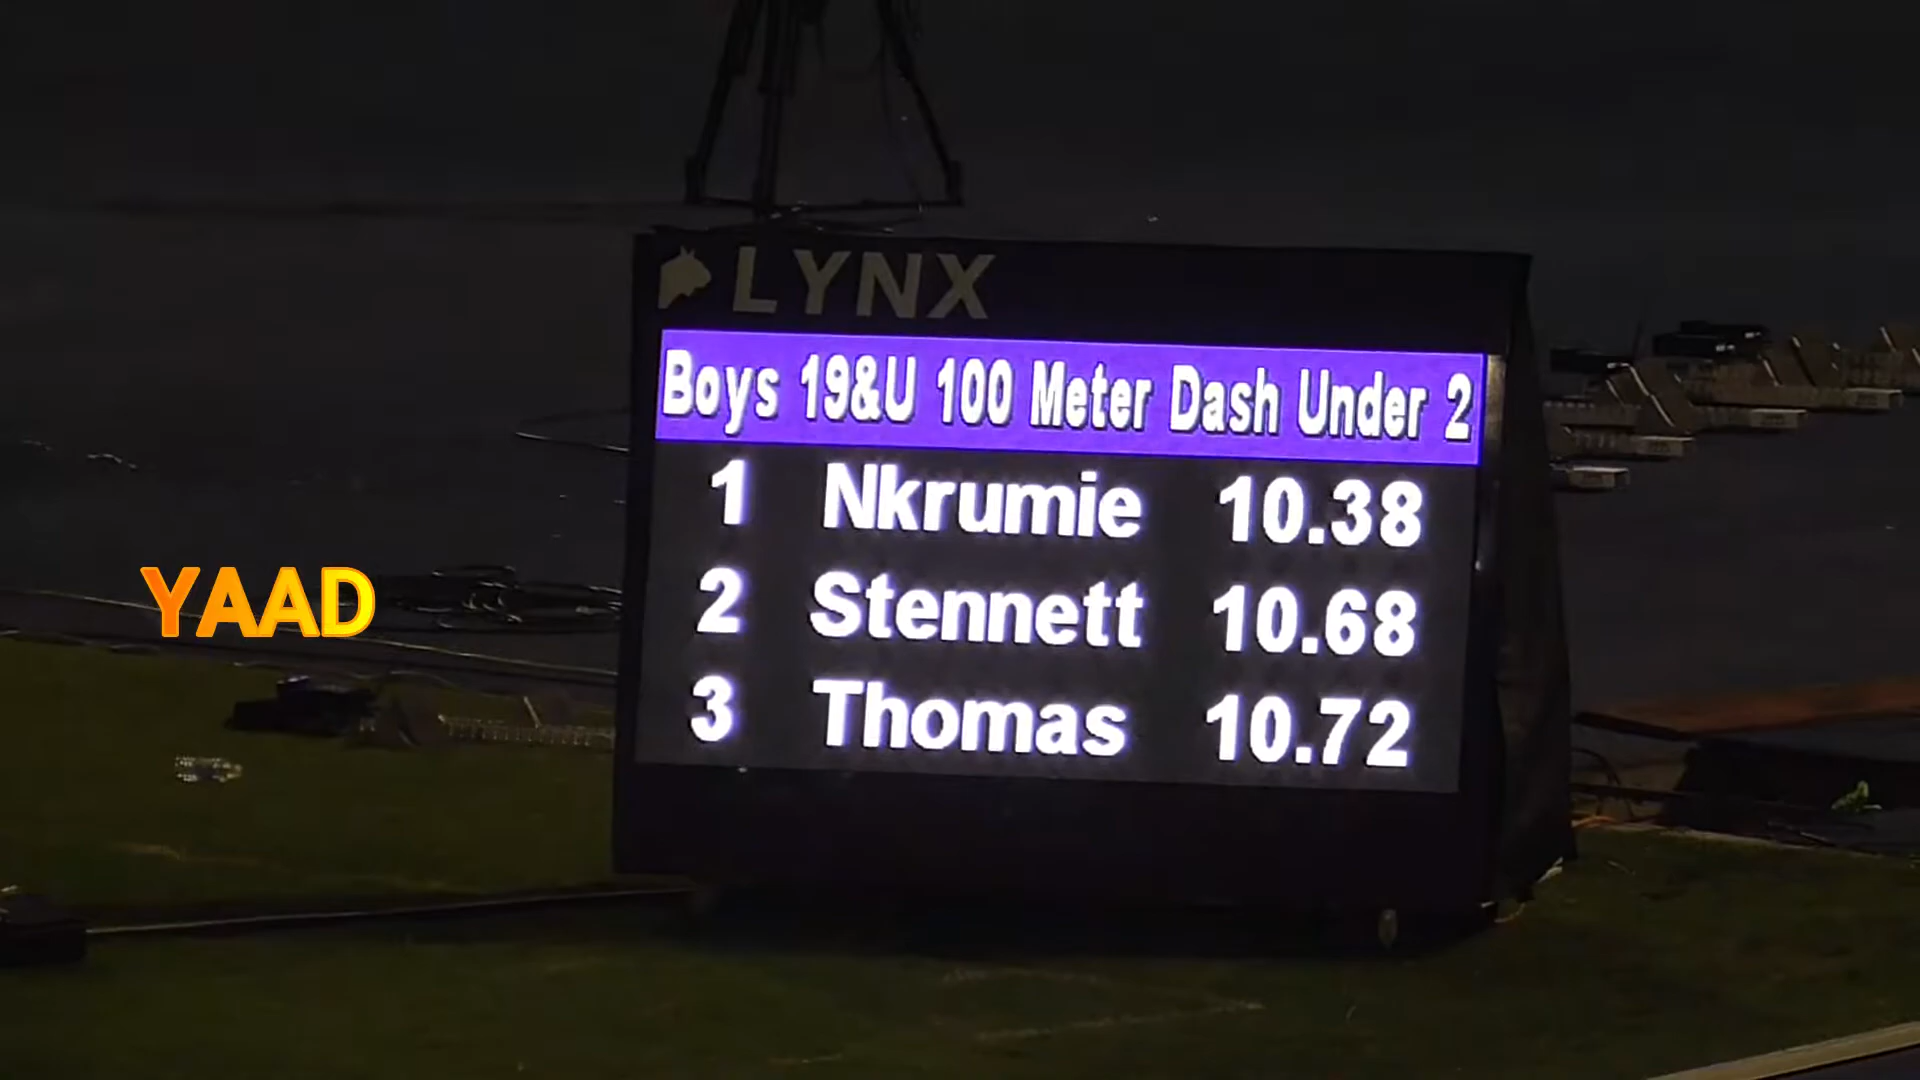 LYNX
Boys 19&U 100 Meter Dash Under 2
1 Nkrumie 10.38
2 Stennett 10.68
3 Thomas 10.72
YAAD